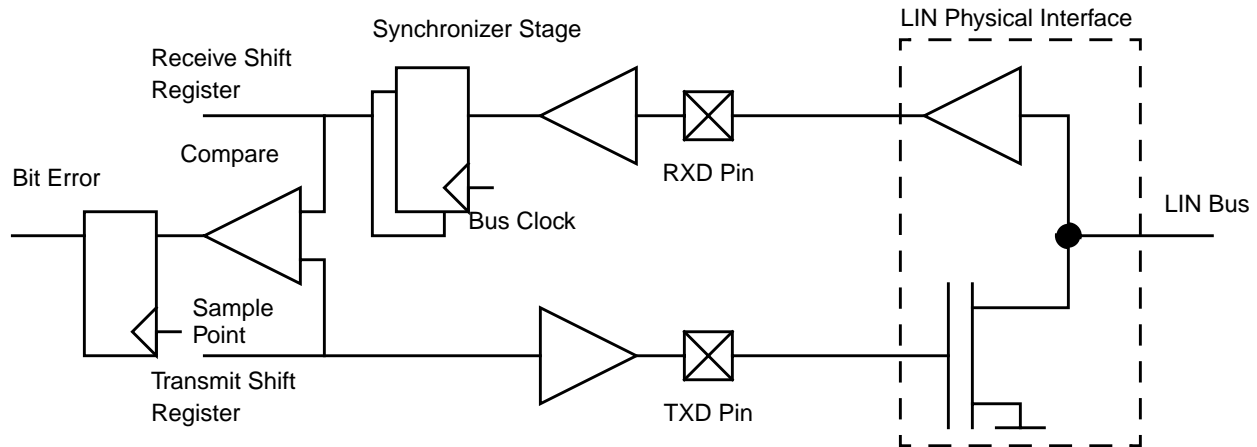 LIN Physical Interface
Synchronizer Stage
Receive Shift
Register
Compare
RXD Pin
Bit Error
Bus Clock
LIN Bus
Sample
Point
Transmit Shift
Register
TXD Pin